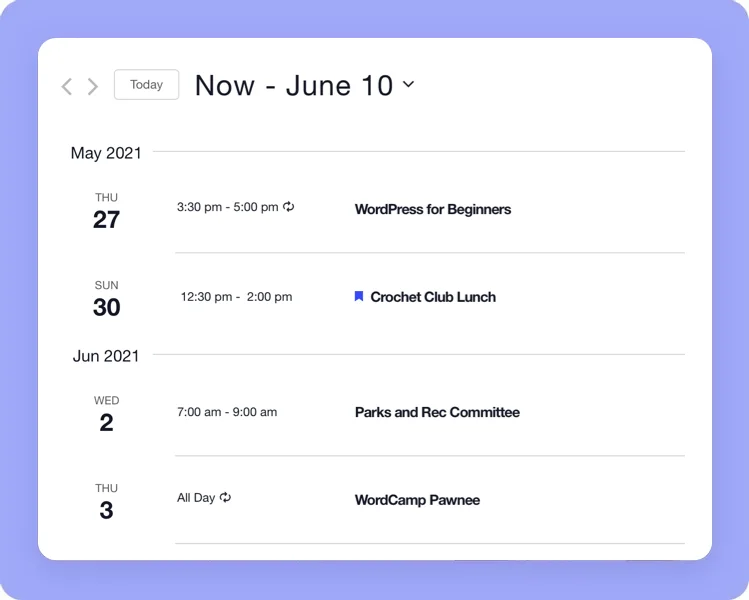 Today
Now - June 10
May 2021
THU
27
3:30 pm - 5:00 pm
WordPress for Beginners
SUN
30
12:30 pm - 2:00 pm
Crochet Club Lunch
Jun 2021
WED
2
7:00 am - 9:00 am
Parks and Rec Committee
THU
3
All Day
WordCamp Pawnee